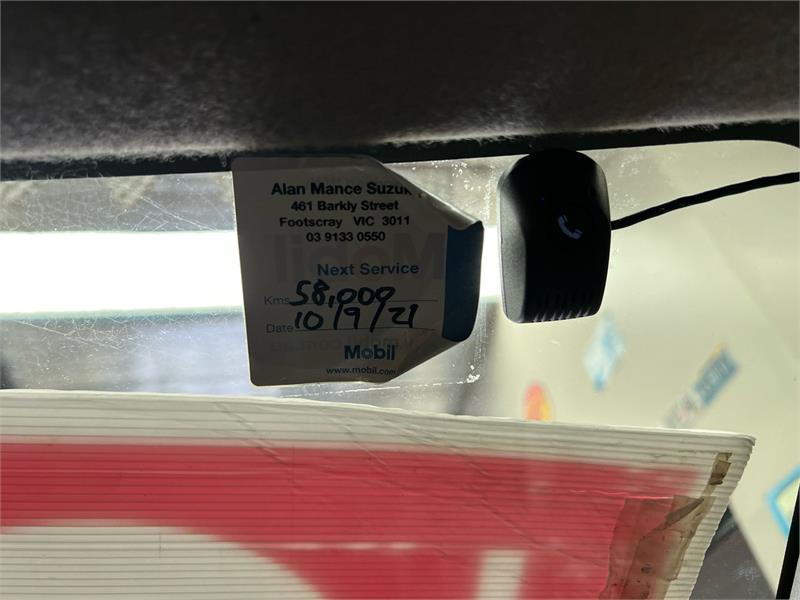 Alan Mance Suzuki
461 Barkly Street
Footscray VIC 3011
03 9133 0550
Next Service
Kms 58,000
Date 10/9/21
Mobil
www.mobil.com